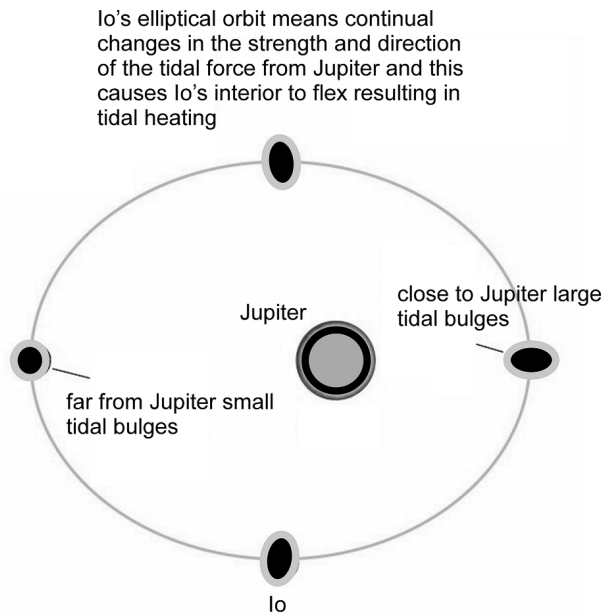 Io’s elliptical orbit means continual
changes in the strength and direction
of the tidal force from Jupiter and this
causes Io’s interior to flex resulting in
tidal heating
Jupiter
close to Jupiter large
tidal bulges
far from Jupiter small
tidal bulges
Io